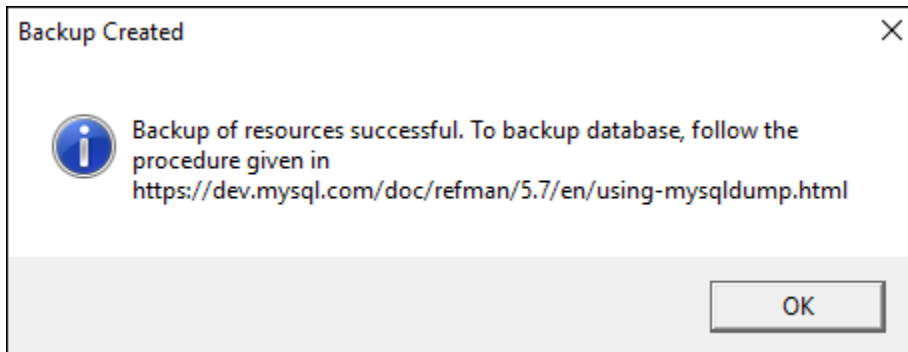 Backup Created
Backup of resources successful. To backup database, follow the
procedure given in
https://dev.mysql.com/doc/refman/5.7/en/using-mysqldump.html
OK